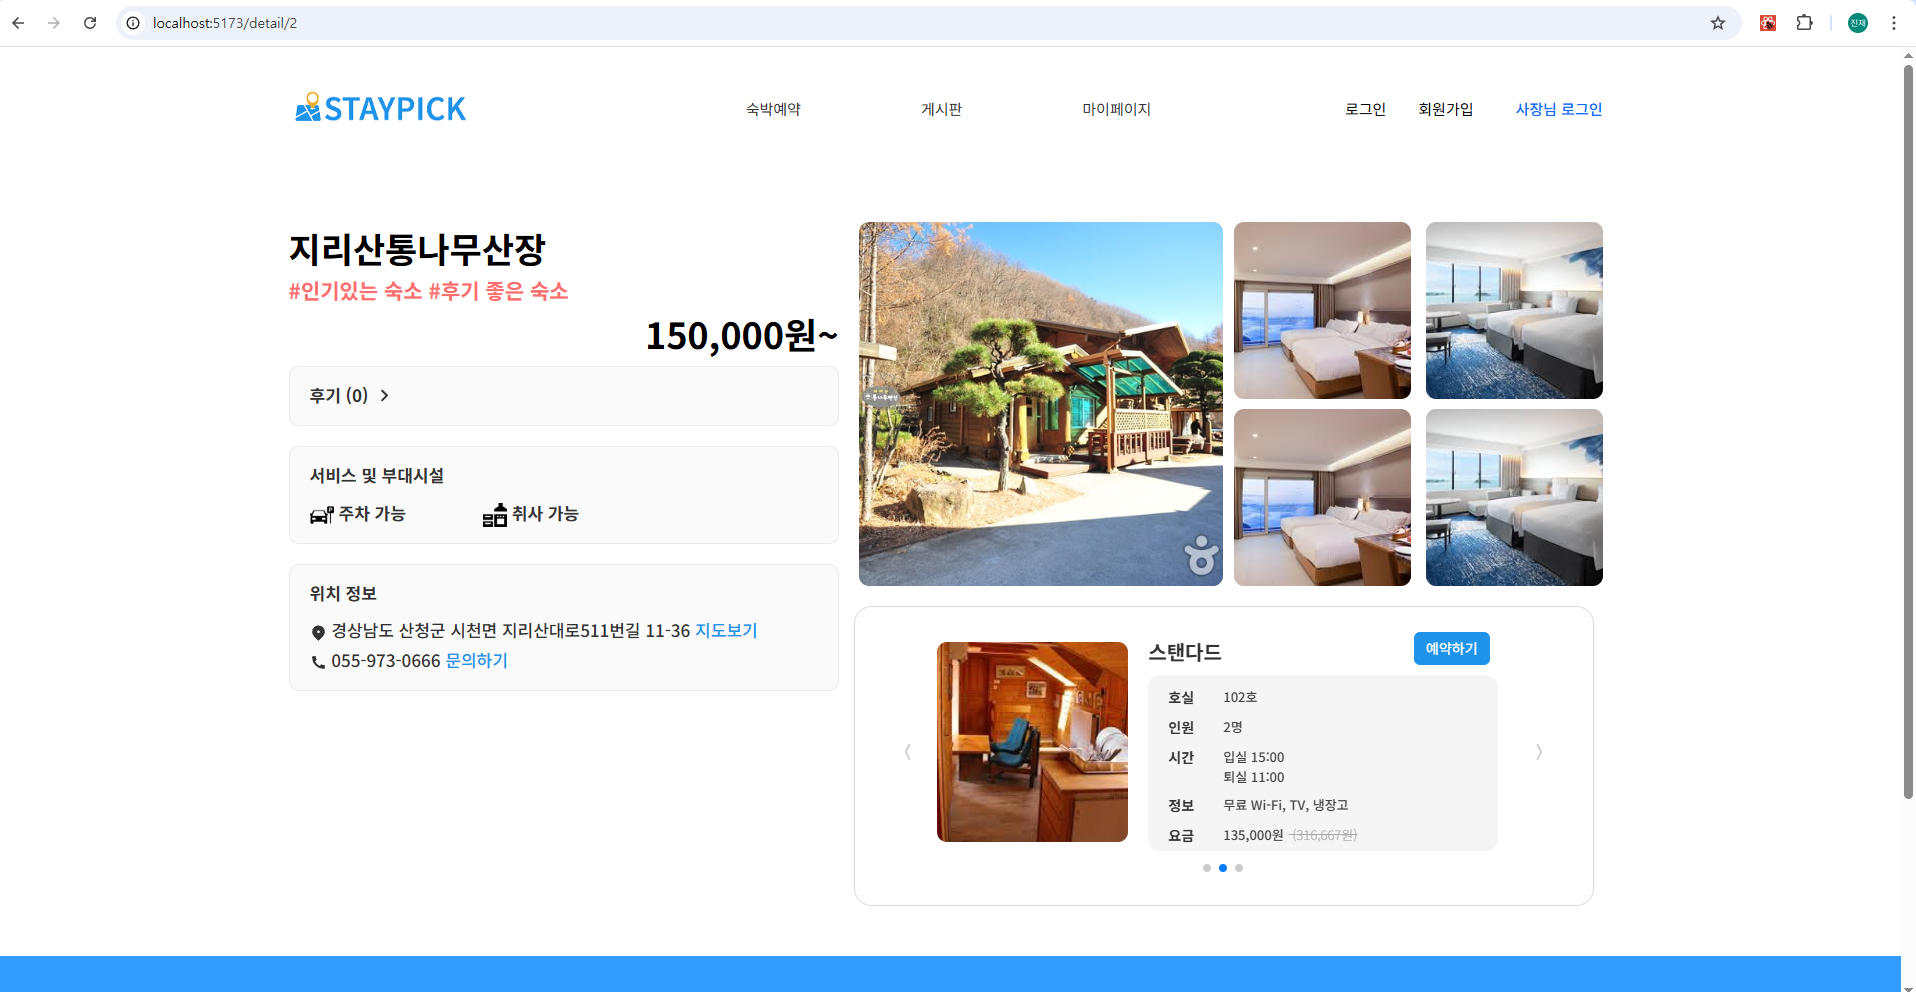 localhost:5173/detail/2
진재
STAYPICK
숙박예약
게시판
마이페이지
로그인
회원가입
사장님 로그인
지리산통나무산장
#인기있는 숙소 #후기 좋은 숙소
150,000원~
후기 (0)
서비스 및 부대시설
주차 가능
취사 가능
위치 정보
경상남도 산청군 시천면 지리산대로511번길 11-36 지도보기
055-973-0666 문의하기
스탠다드
예약하기
호실 102호
인원 2명
시간 입실 15:00
퇴실 11:00
정보 무료 Wi-Fi, TV, 냉장고
요금 135,000원 (316,667원)